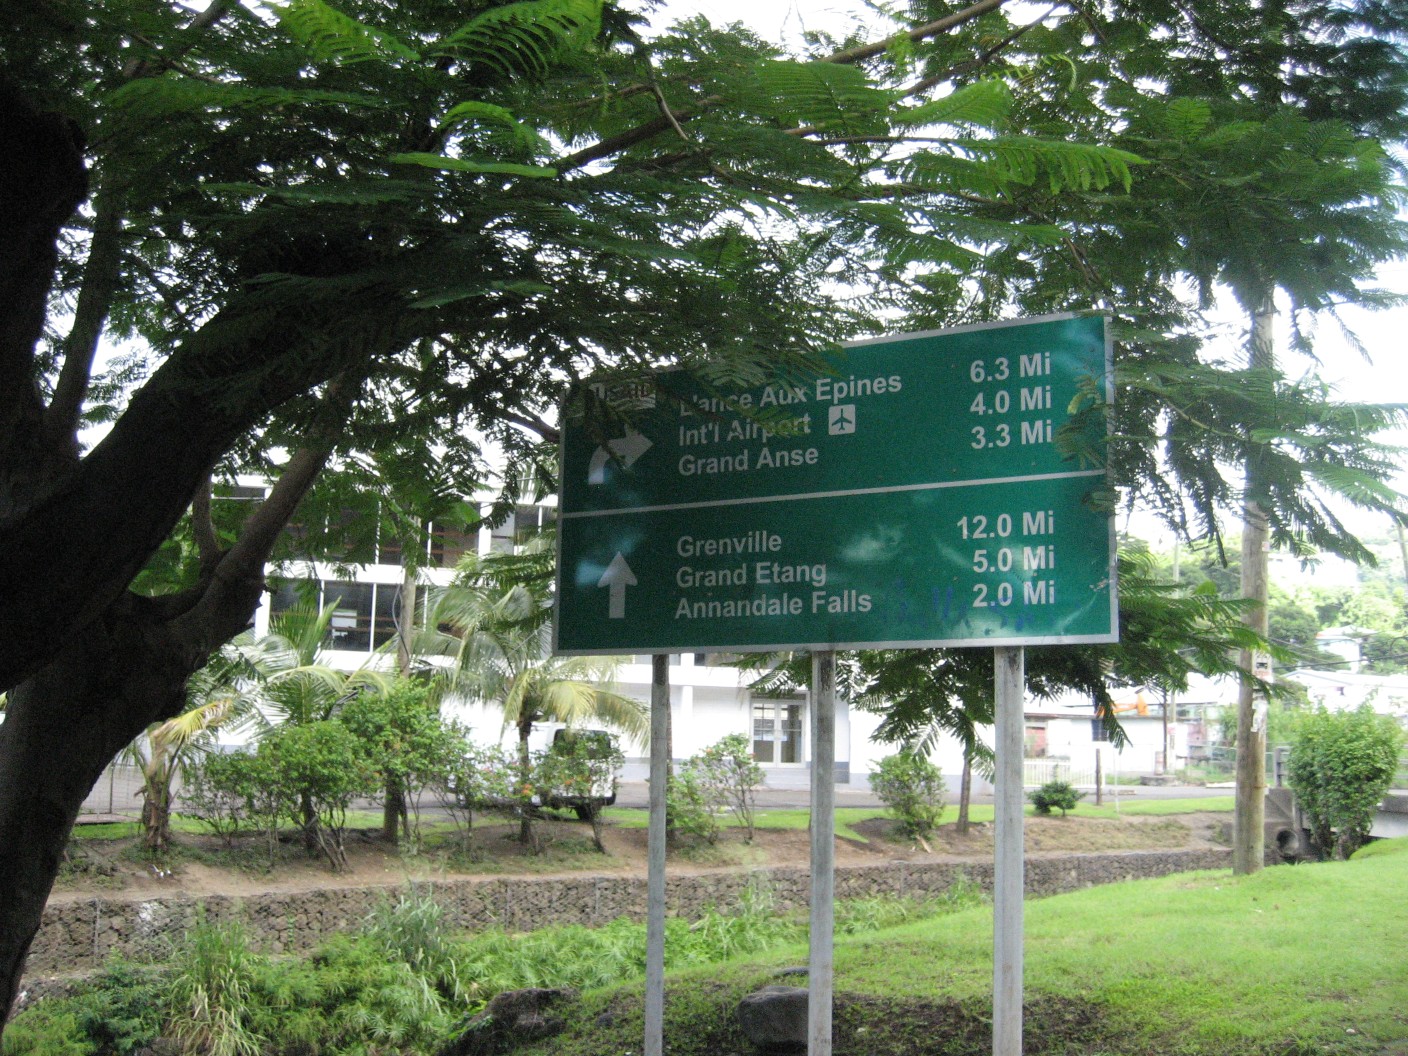 USAID
L'ance Aux Epines 6.3 Mi
Int'l Airport 4.0 Mi
Grand Anse 3.3 Mi
Grenville 12.0 Mi
Grand Etang 5.0 Mi
Annandale Falls 2.0 Mi